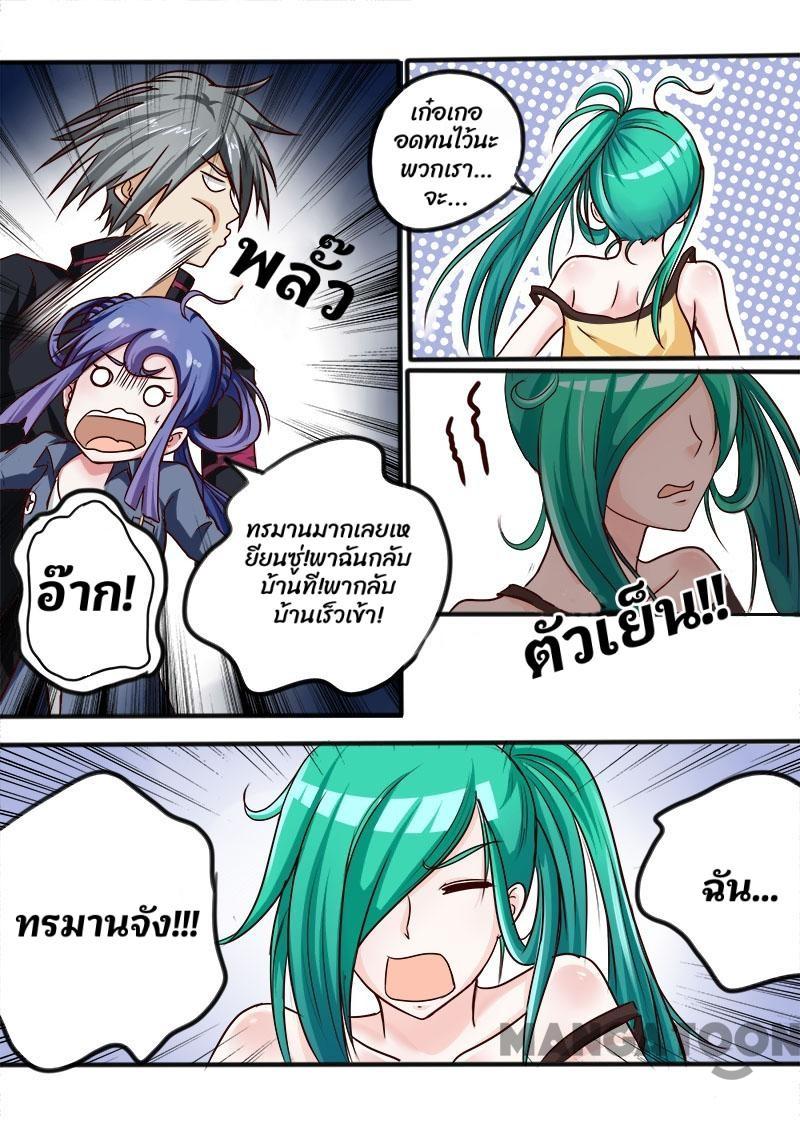 พลั๊ว
อ๊าก!
ทรมานมากเลยเห
ยียนซู่!พาฉันกลับ
บ้านที!พากลับ
บ้านเร็วเข้า!
เก๋อเกอ
อดทนไว้นะ
พวกเรา...
จะ...
ตัวเย็น!!
ทรมานจัง!!!
ฉัน...
MANGATOON